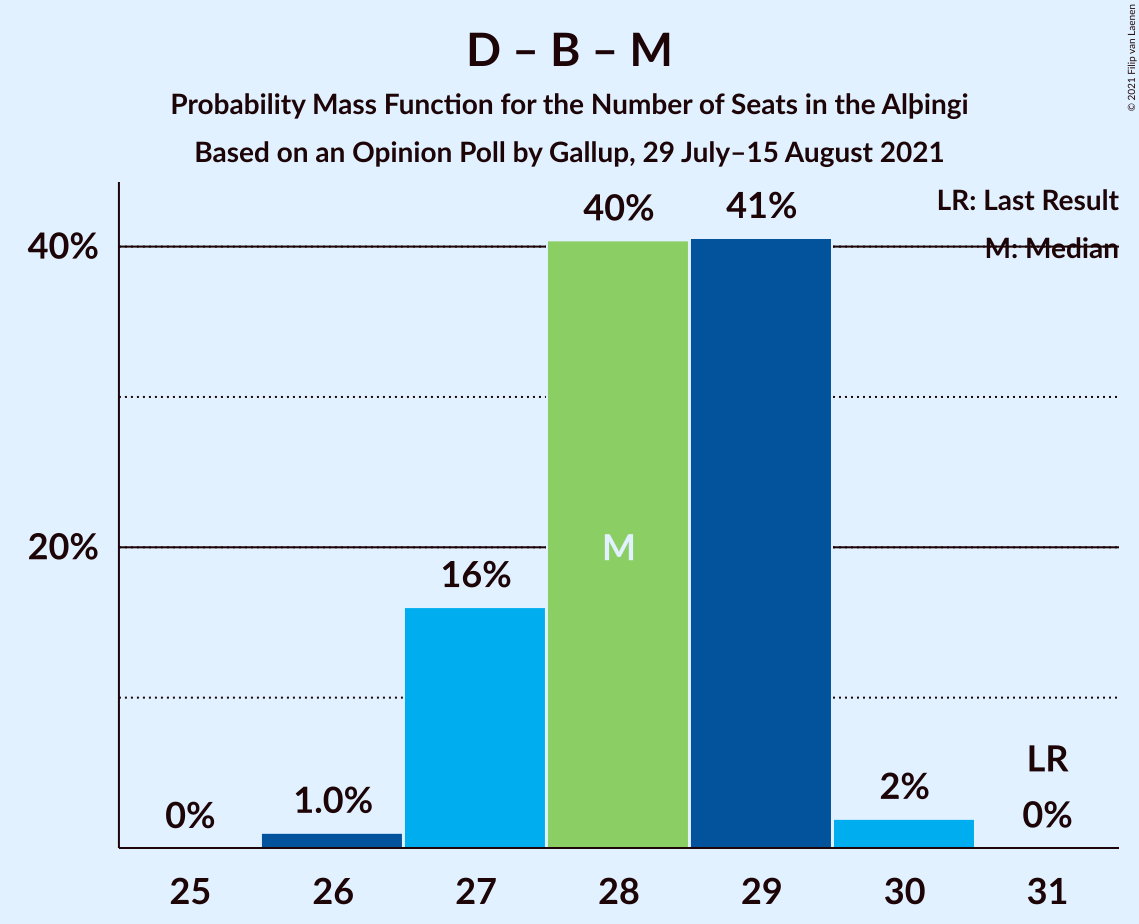 D – B – M
Probability Mass Function for the Number of Seats in the Alþingi
Based on an Opinion Poll by Gallup, 29 July–15 August 2021
© 2021 Filip van Laenen
LR: Last Result
M: Median
40%
20%
0%
1.0%
16%
40%
M
41%
2%
LR
0%
25 26 27 28 29 30 31